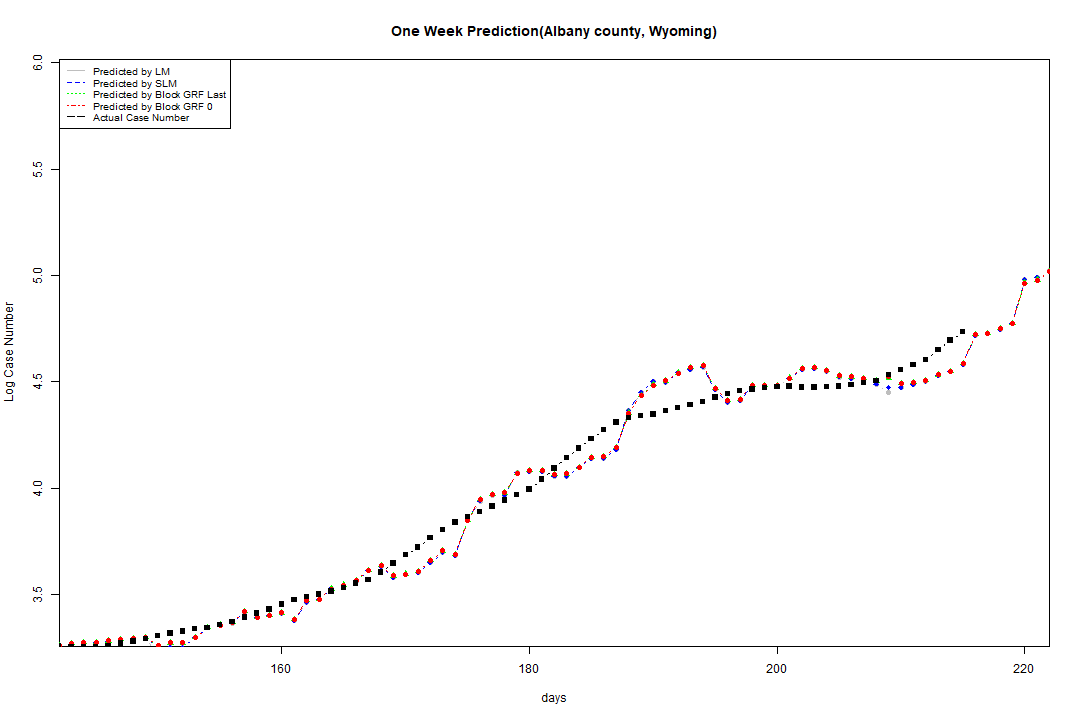 One Week Prediction(Albany county, Wyoming)
Predicted by LM
Predicted by SLM
Predicted by Block GRF Last
Predicted by Block GRF 0
Actual Case Number
6.0
5.5
5.0
4.5
4.0
3.5
Log Case Number
160
180
200
220
days